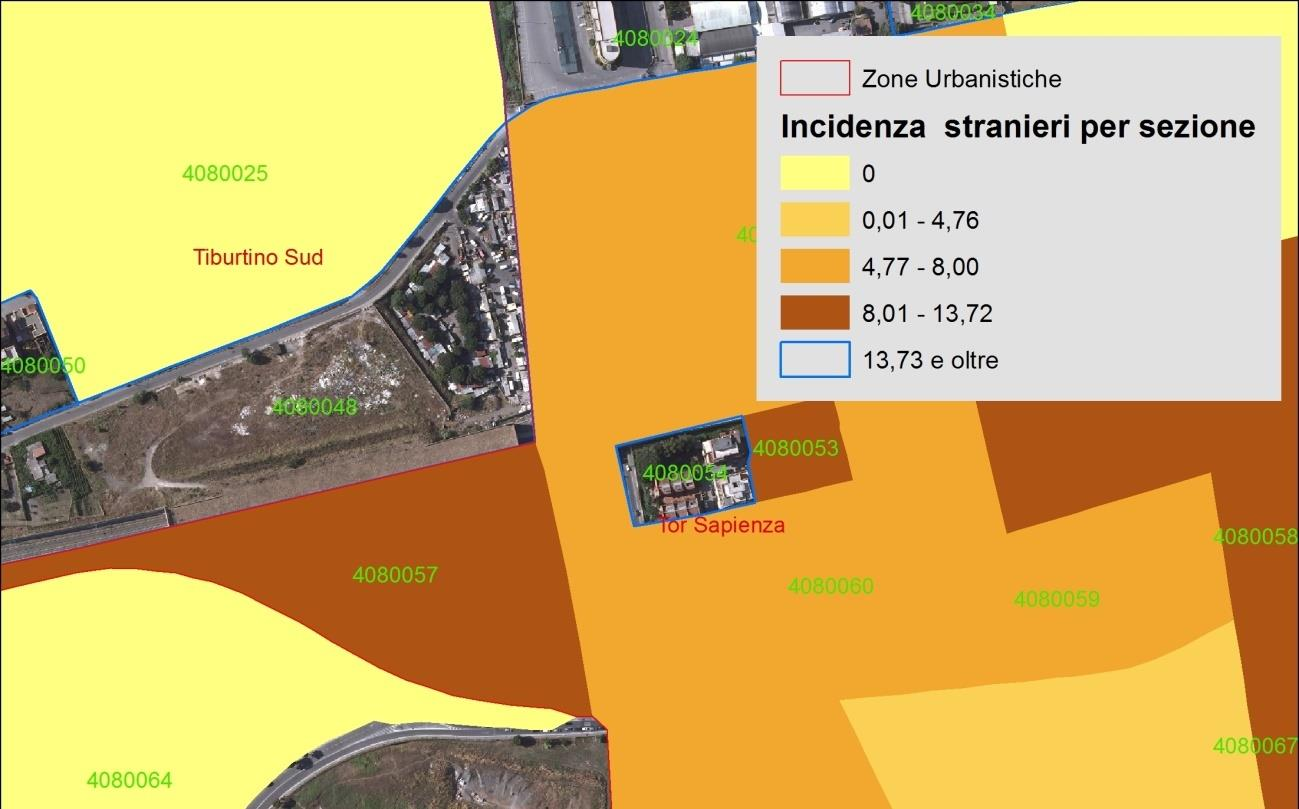 4080034
4080024
Zone Urbanistiche
Incidenza stranieri per sezione
4080025
0
0,01 - 4,76
40
Tiburtino Sud
4,77 - 8,00
8,01 - 13,72
4080050
13,73 e oltre
4080048
4080053
4080054
Tor Sapienza
4080058
4080057
4080060
4080059
4080067
4080064